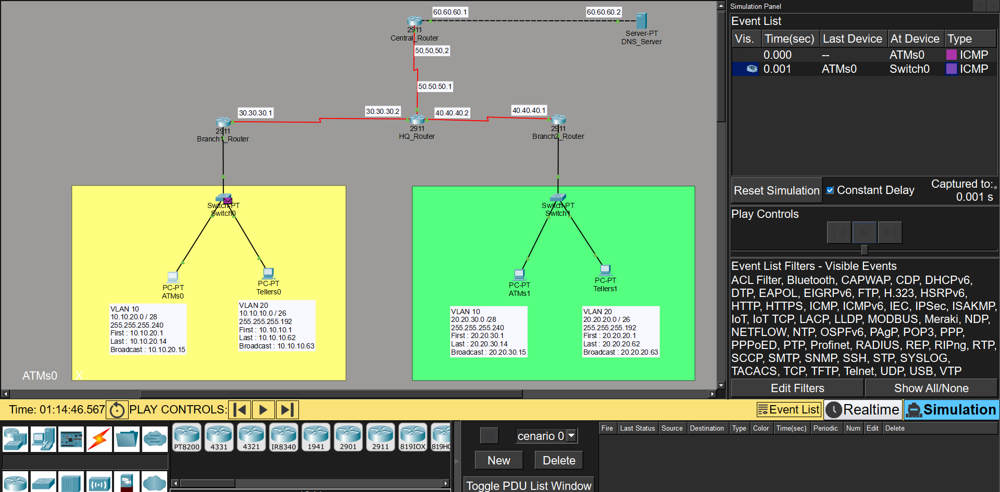 60.60.60.1
60.60.60.2
2911
Central_Router
Server-PT
DNS_Server
50,50,50,2
50.50.50.1
30.30.30.1
30.30.30.2
40.40.40.2
40.40.40.1
2911
Branch1_Router
2911
HQ_Router
2911
Branch2_Router
Switch-PT
Switch0
Switch-PT
Switch1
PC-PT
ATMs0
PC-PT
Tellers0
PC-PT
ATMs1
PC-PT
Tellers1
VLAN 10
10.10.20.0 / 28
255.255.255.240
First : 10.10.20.1
Last : 10.10.20.14
Broadcast : 10.10.20.15
VLAN 20
10.10.10.0 / 26
255.255.255.192
First : 10.10.10.1
Last : 10.10.10.62
Broadcast : 10.10.10.63
VLAN 10
20.20.30.0 /28
255.255.255.240
First : 20.20.30.1
Last : 20.20.30.14
Broadcast : 20.20.30.15
VLAN 20
20.20.20.0 / 26
255.255.255.192
First : 20.20.20.1
Last : 20.20.20.62
Broadcast : 20.20.20.63
ATMs0 X
Simulation Panel
Event List
Vis. Time(sec) Last Device At Device Type
0.000 -- ATMs0 ICMP
0.001 ATMs0 Switch0 ICMP
Reset Simulation Constant Delay
Captured to:*
0.001 s
Play Controls
Event List Filters - Visible Events
ACL Filter, Bluetooth, CAPWAP, CDP, DHCPv6,
DTP, EAPOL, EIGRPv6, FTP, H.323, HSRPv6,
HTTP, HTTPS, ICMP, ICMPv6, IEC, IPSec, ISAKMP,
IoT, IoT TCP, LACP, LLDP, MODBUS, Meraki, NDP,
NETFLOW, NTP, OSPFv6, PAgP, POP3, PPP,
PPPoED, PTP, Profinet, RADIUS, REP, RIPng, RTP,
SCCP, SMTP, SNMP, SSH, STP, SYSLOG,
TACACS, TCP, TFTP, Telnet, UDP, USB, VTP
Edit Filters Show All/None
Time: 01:14:46.567 PLAY CONTROLS:
Event List Realtime Simulation
PT8200 4331 4321 IR8340 1941 2901 2911 819IOX 819HG
cenario 0
New Delete
Toggle PDU List Window
Fire Last Status Source Destination Type Color Time(sec) Periodic Num Edit Delete